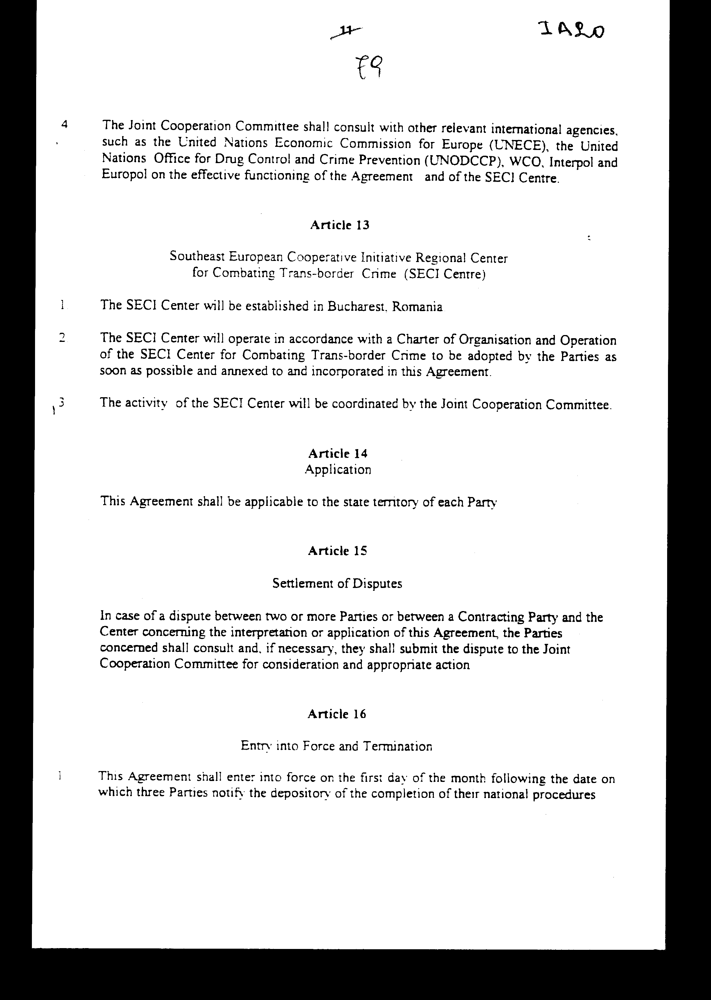 11
IA20
79
4 The Joint Cooperation Committee shall consult with other relevant international agencies,
such as the United Nations Economic Commission for Europe (UNECE), the United
Nations Office for Drug Control and Crime Prevention (UNODCCP), WCO, Interpol and
Europol on the effective functioning of the Agreement and of the SECI Centre.
Article 13
Southeast European Cooperative Initiative Regional Center
for Combating Trans-border Crime (SECI Centre)
1. The SECI Center will be established in Bucharest, Romania
2. The SECI Center will operate in accordance with a Charter of Organisation and Operation
of the SECI Center for Combating Trans-border Crime to be adopted by the Parties as
soon as possible and annexed to and incorporated in this Agreement.
3 The activity of the SECI Center will be coordinated by the Joint Cooperation Committee.
Article 14
Application
This Agreement shall be applicable to the state territory of each Party
Article 15
Settlement of Disputes
In case of a dispute between two or more Parties or between a Contracting Party and the
Center concerning the interpretation or application of this Agreement, the Parties
concerned shall consult and, if necessary, they shall submit the dispute to the Joint
Cooperation Committee for consideration and appropriate action
Article 16
Entry into Force and Termination
1 This Agreement shall enter into force on the first day of the month following the date on
which three Parties notify the depository of the completion of their national procedures